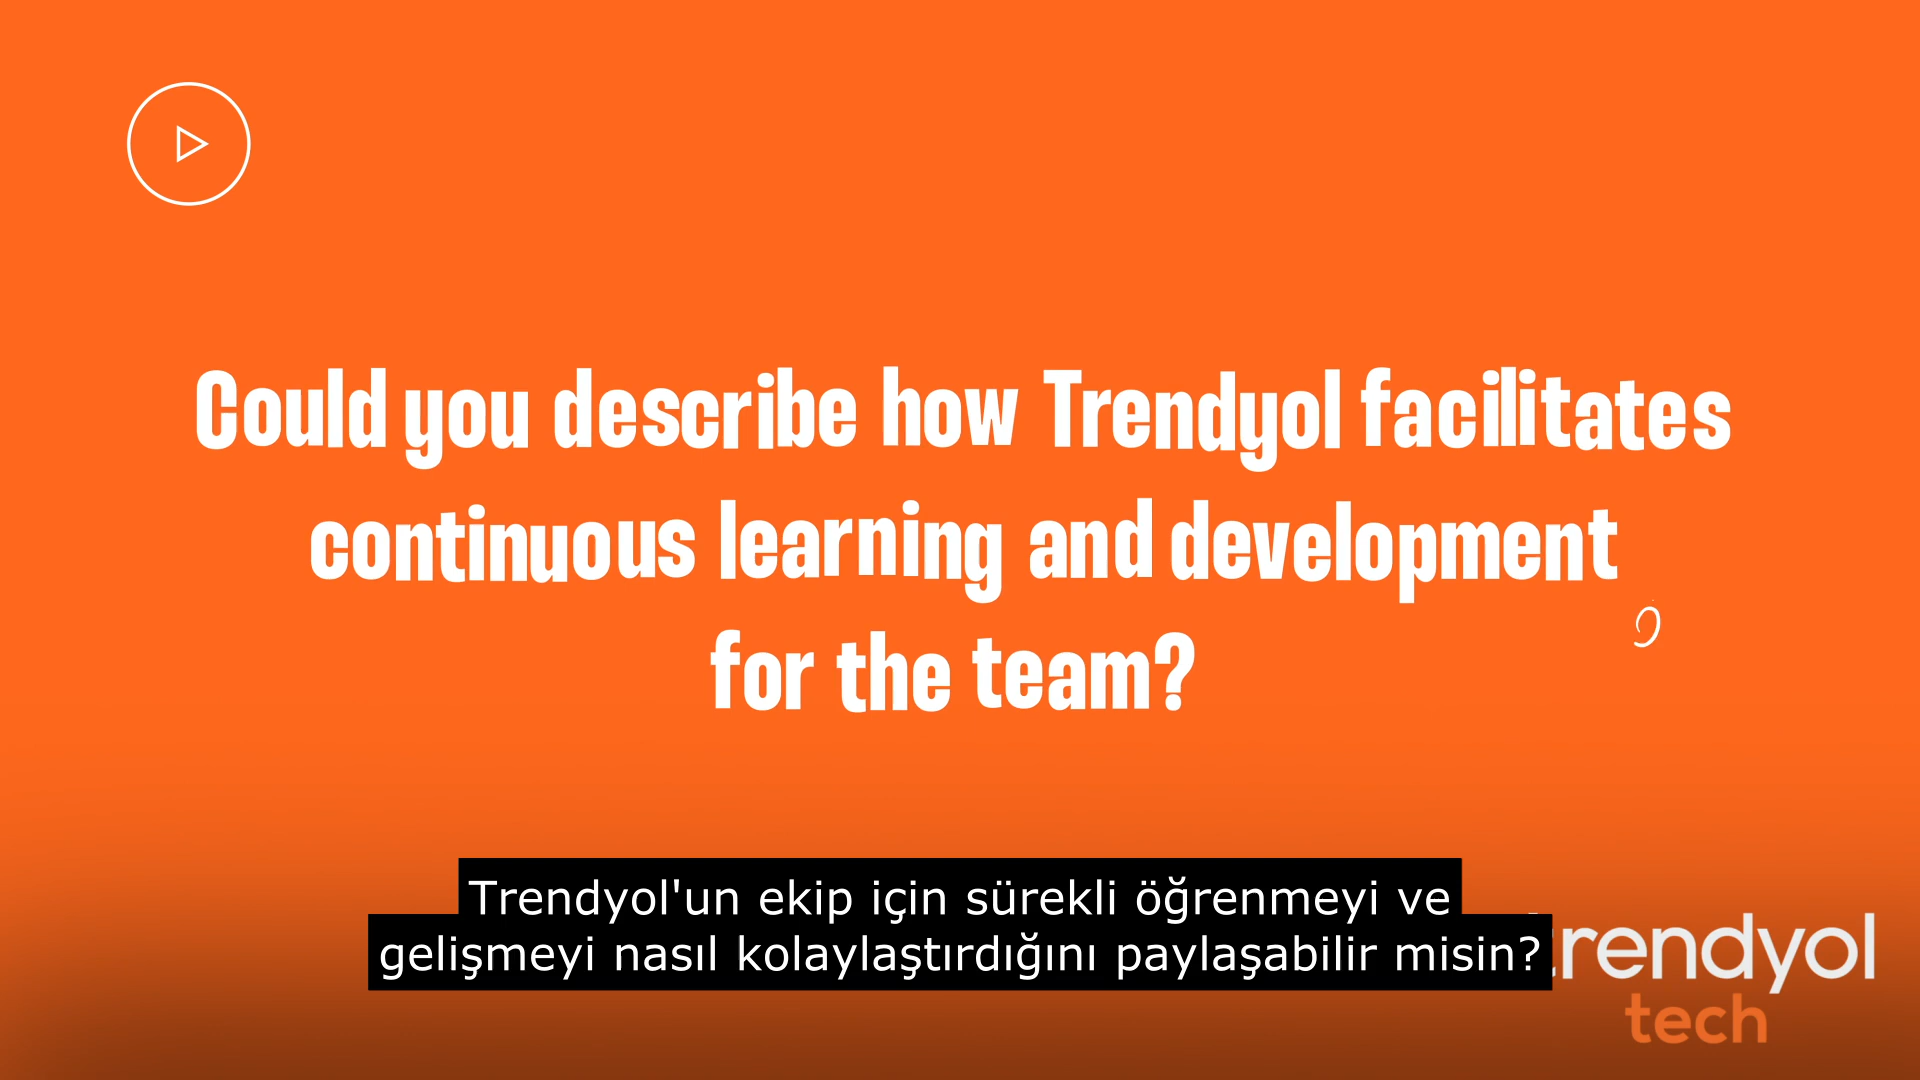 Could you describe how Trendyol facilitates
continuous learning and development
for the team?
Trendyol'un ekip için sürekli öğrenmeyi ve
gelişmeyi nasıl kolaylaştırdığını paylaşabilir misin?
trendyol
tech